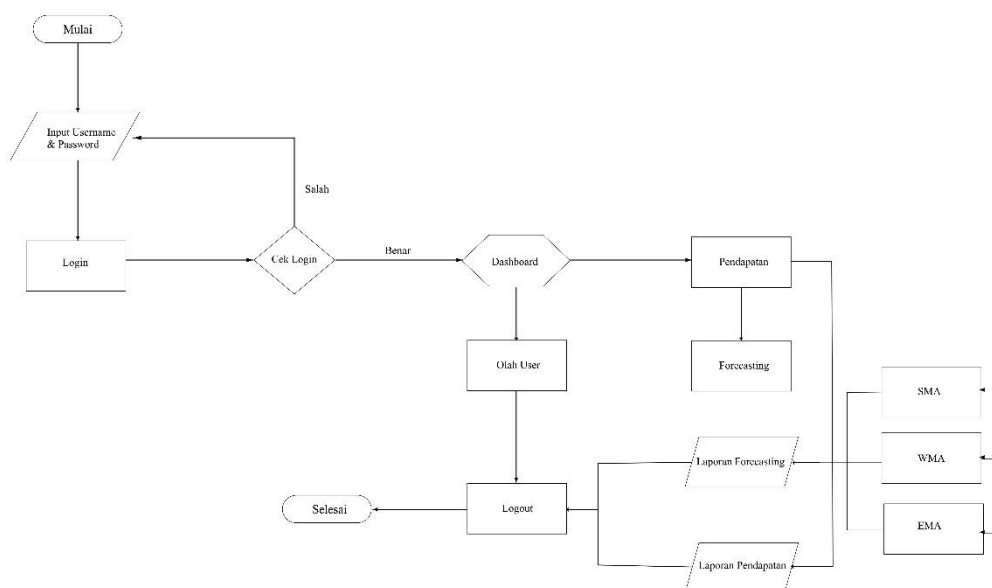 Mulai
Input Username
& Password
Salah
Login
Cek Login
Benar
Dashboard
Pendapatan
Olah User
Forecasting
SMA
Laporan Forecasting
WMA
Selesai
Logout
EMA
Laporan Pendapatan